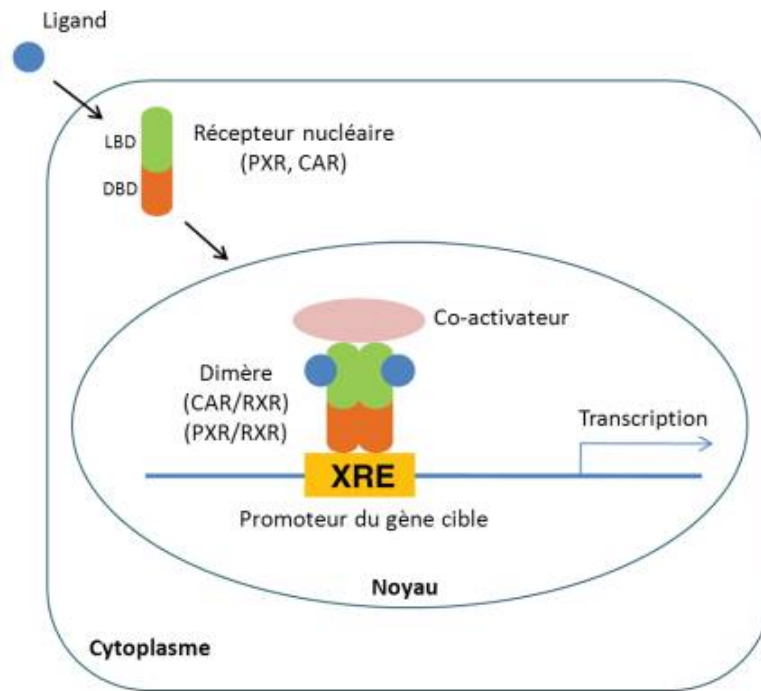 Ligand
LBD
Récepteur nucléaire
(PXR, CAR)
DBD
Co-activateur
Dimère
(CAR/RXR)
(PXR/RXR)
Transcription
XRE
Promoteur du gène cible
Noyau
Cytoplasme